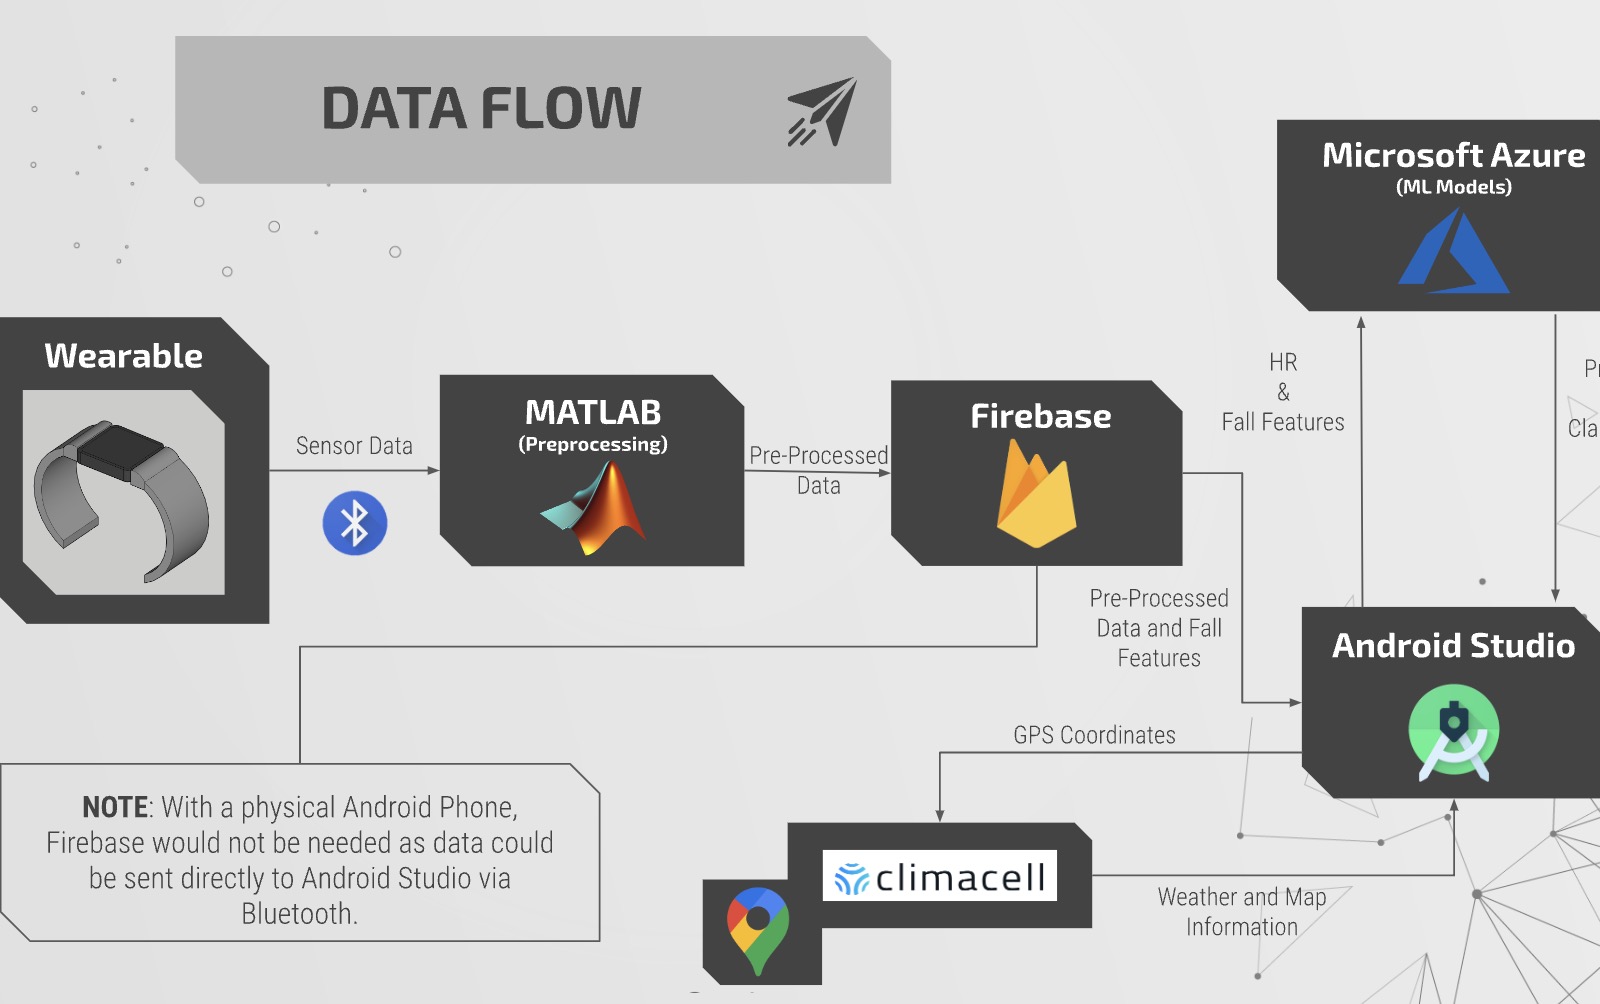 DATA FLOW
Microsoft Azure
(ML Models)
Wearable
Sensor Data
MATLAB
(Preprocessing)
Pre-Processed
Data
Firebase
HR
&
Fall Features
Pre-Processed
Data and Fall
Features
Android Studio
GPS Coordinates
NOTE: With a physical Android Phone,
Firebase would not be needed as data could
be sent directly to Android Studio via
Bluetooth.
climacell
Weather and Map
Information